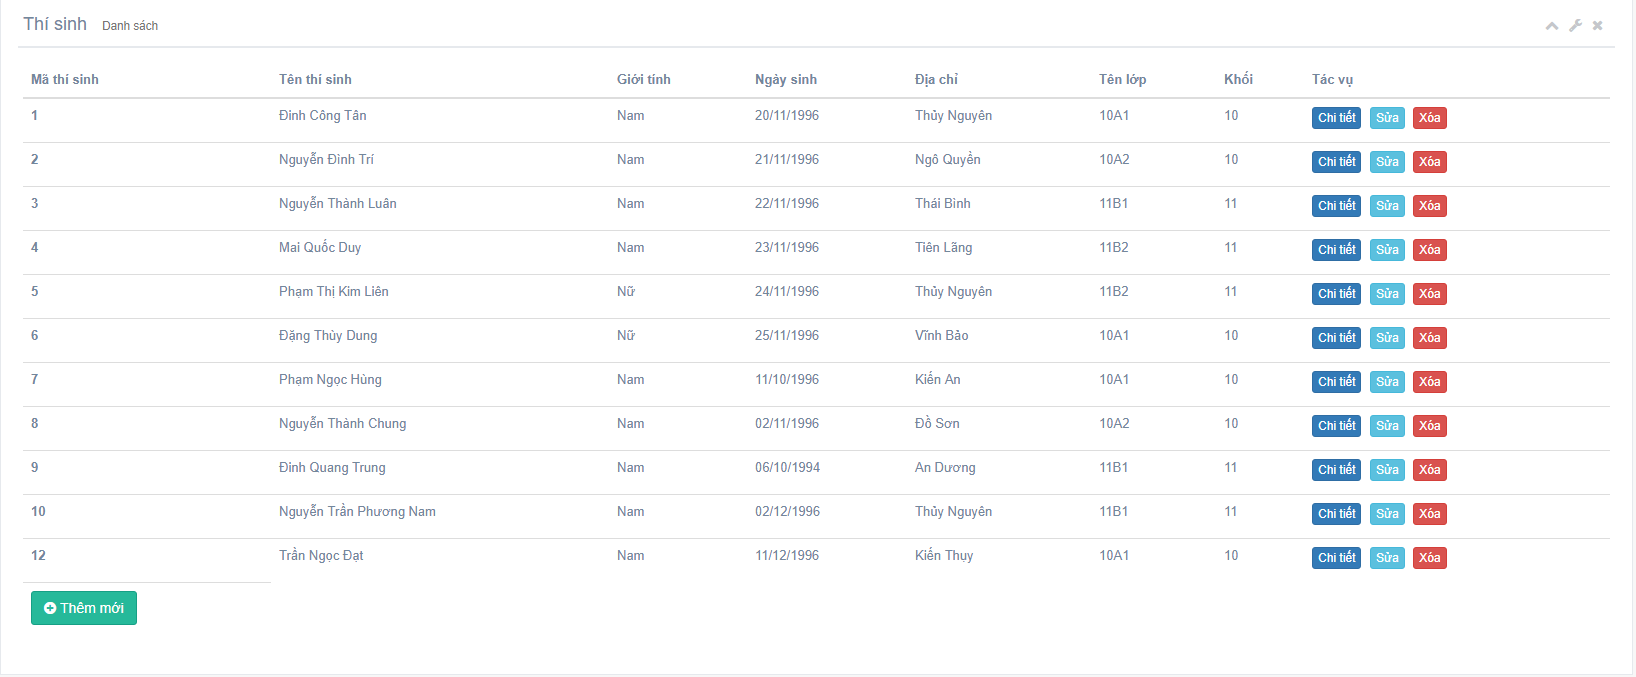 Thí sinh Danh sách
Mã thí sinh Tên thí sinh Giới tính Ngày sinh Địa chỉ Tên lớp Khối Tác vụ
1 Đinh Công Tân Nam 20/11/1996 Thủy Nguyên 10A1 10 Chi tiết Sửa Xóa
2 Nguyễn Đình Trí Nam 21/11/1996 Ngô Quyền 10A2 10 Chi tiết Sửa Xóa
3 Nguyễn Thành Luân Nam 22/11/1996 Thái Bình 11B1 11 Chi tiết Sửa Xóa
4 Mai Quốc Duy Nam 23/11/1996 Tiên Lãng 11B2 11 Chi tiết Sửa Xóa
5 Phạm Thị Kim Liên Nữ 24/11/1996 Thủy Nguyên 11B2 11 Chi tiết Sửa Xóa
6 Đặng Thùy Dung Nữ 25/11/1996 Vĩnh Bảo 10A1 10 Chi tiết Sửa Xóa
7 Phạm Ngọc Hùng Nam 11/10/1996 Kiến An 10A1 10 Chi tiết Sửa Xóa
8 Nguyễn Thành Chung Nam 02/11/1996 Đồ Sơn 10A2 10 Chi tiết Sửa Xóa
9 Đinh Quang Trung Nam 06/10/1994 An Dương 11B1 11 Chi tiết Sửa Xóa
10 Nguyễn Trần Phương Nam Nam 02/12/1996 Thủy Nguyên 11B1 11 Chi tiết Sửa Xóa
12 Trần Ngọc Đạt Nam 11/12/1996 Kiến Thụy 10A1 10 Chi tiết Sửa Xóa
Thêm mới